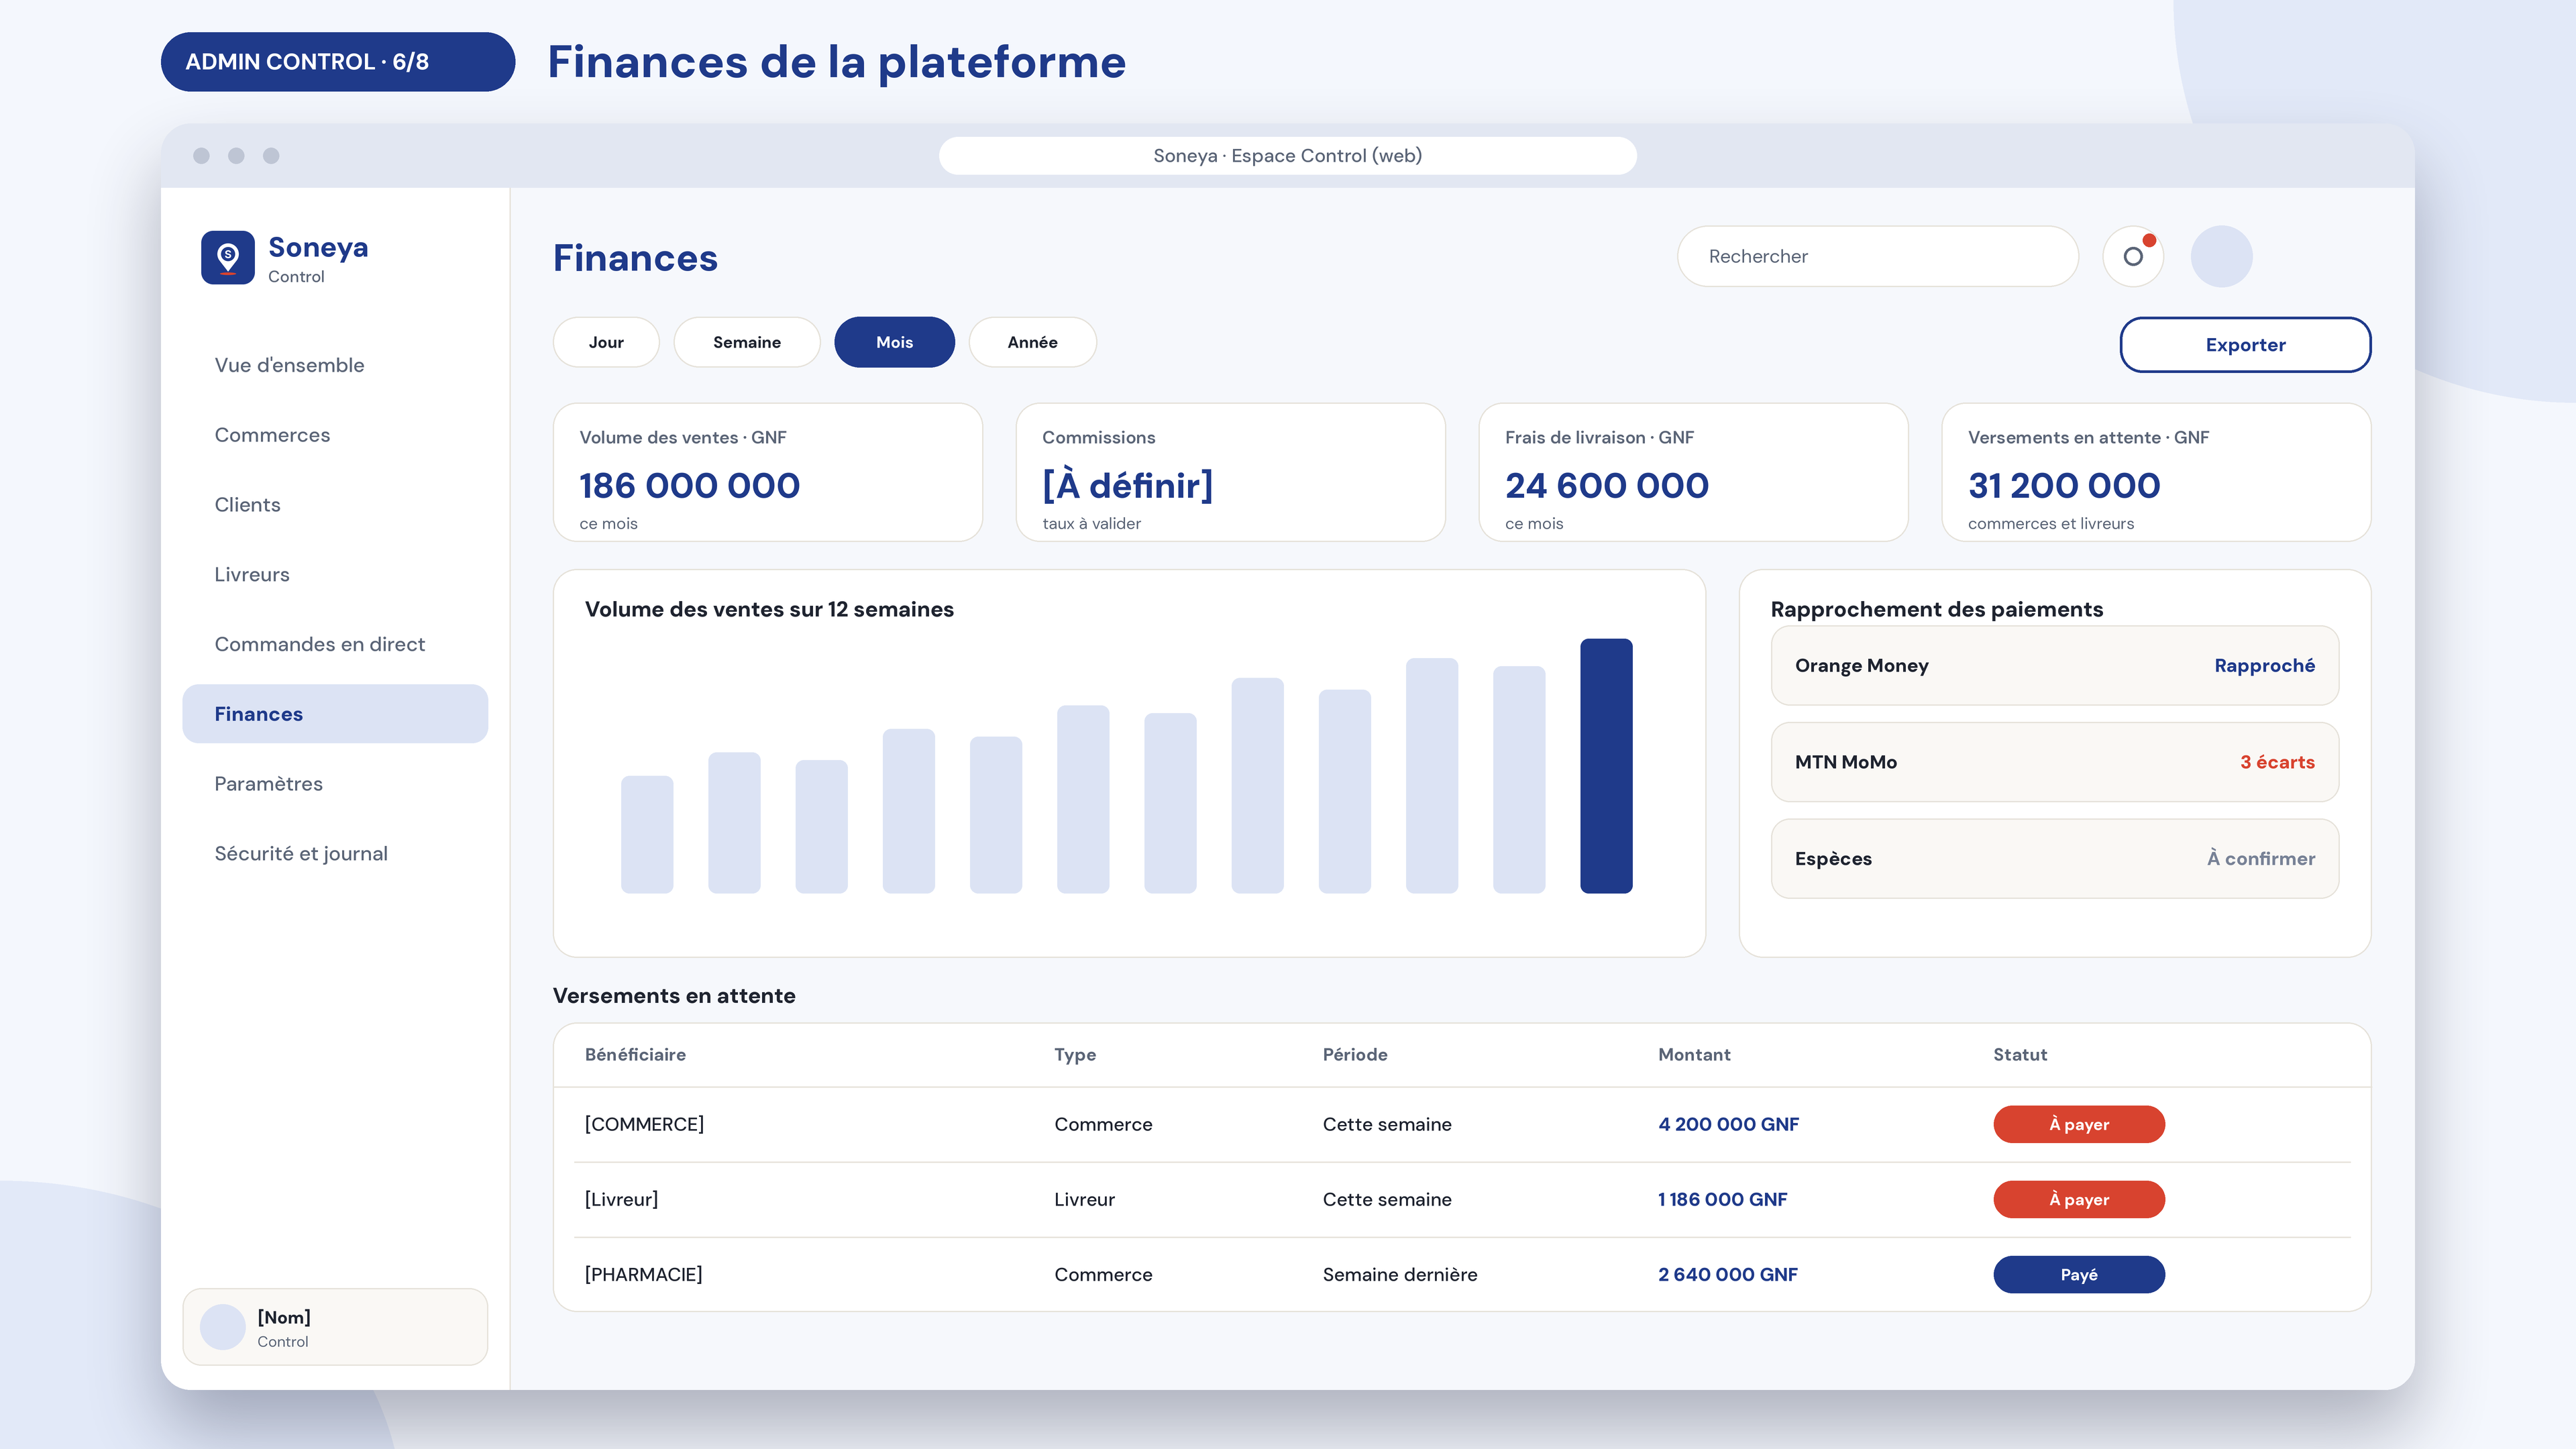 ADMIN CONTROL · 6/8
Finances de la plateforme
Soneya · Espace Control (web)
S
Soneya
Control
Vue d'ensemble
Commerces
Clients
Livreurs
Commandes en direct
Finances
Paramètres
Sécurité et journal
[Nom]
Control
Finances
Rechercher
Jour
Semaine
Mois
Année
Exporter
Volume des ventes · GNF
186 000 000
ce mois
Commissions
[À définir]
taux à valider
Frais de livraison · GNF
24 600 000
ce mois
Versements en attente · GNF
31 200 000
commerces et livreurs
Volume des ventes sur 12 semaines
Rapprochement des paiements
Orange Money Rapproché
MTN MoMo 3 écarts
Espèces À confirmer
Versements en attente
Bénéficiaire Type Période Montant Statut
[COMMERCE] Commerce Cette semaine 4 200 000 GNF À payer
[Livreur] Livreur Cette semaine 1 186 000 GNF À payer
[PHARMACIE] Commerce Semaine dernière 2 640 000 GNF Payé